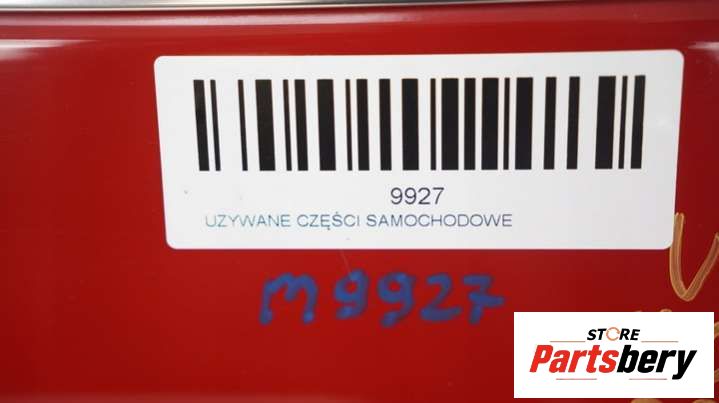 9927
UZYWANE CZĘŚCI SAMOCHODOWE
M9927
STORE
Partsbery